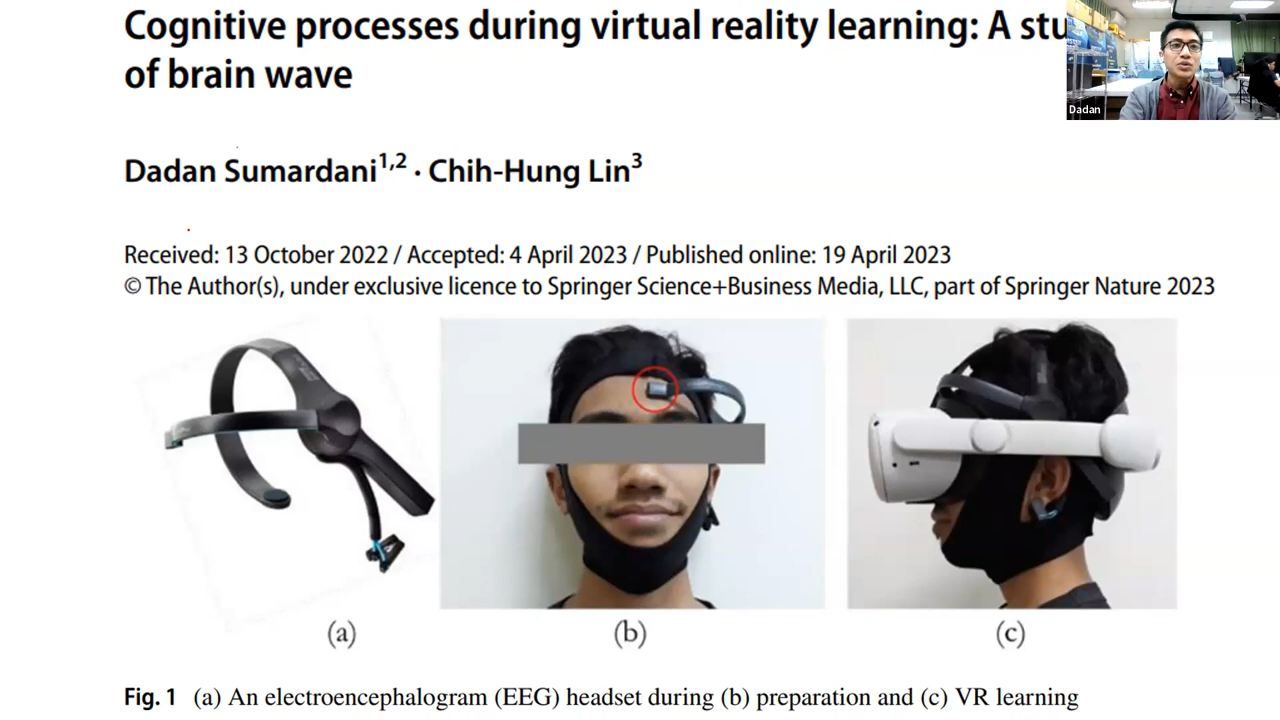 Cognitive processes during virtual reality learning: A stu
of brain wave
Dadan
Dadan Sumardani1,2 · Chih-Hung Lin3
Received: 13 October 2022 / Accepted: 4 April 2023 / Published online: 19 April 2023
© The Author(s), under exclusive licence to Springer Science+Business Media, LLC, part of Springer Nature 2023
(a)
(b)
(c)
Fig. 1 (a) An electroencephalogram (EEG) headset during (b) preparation and (c) VR learning